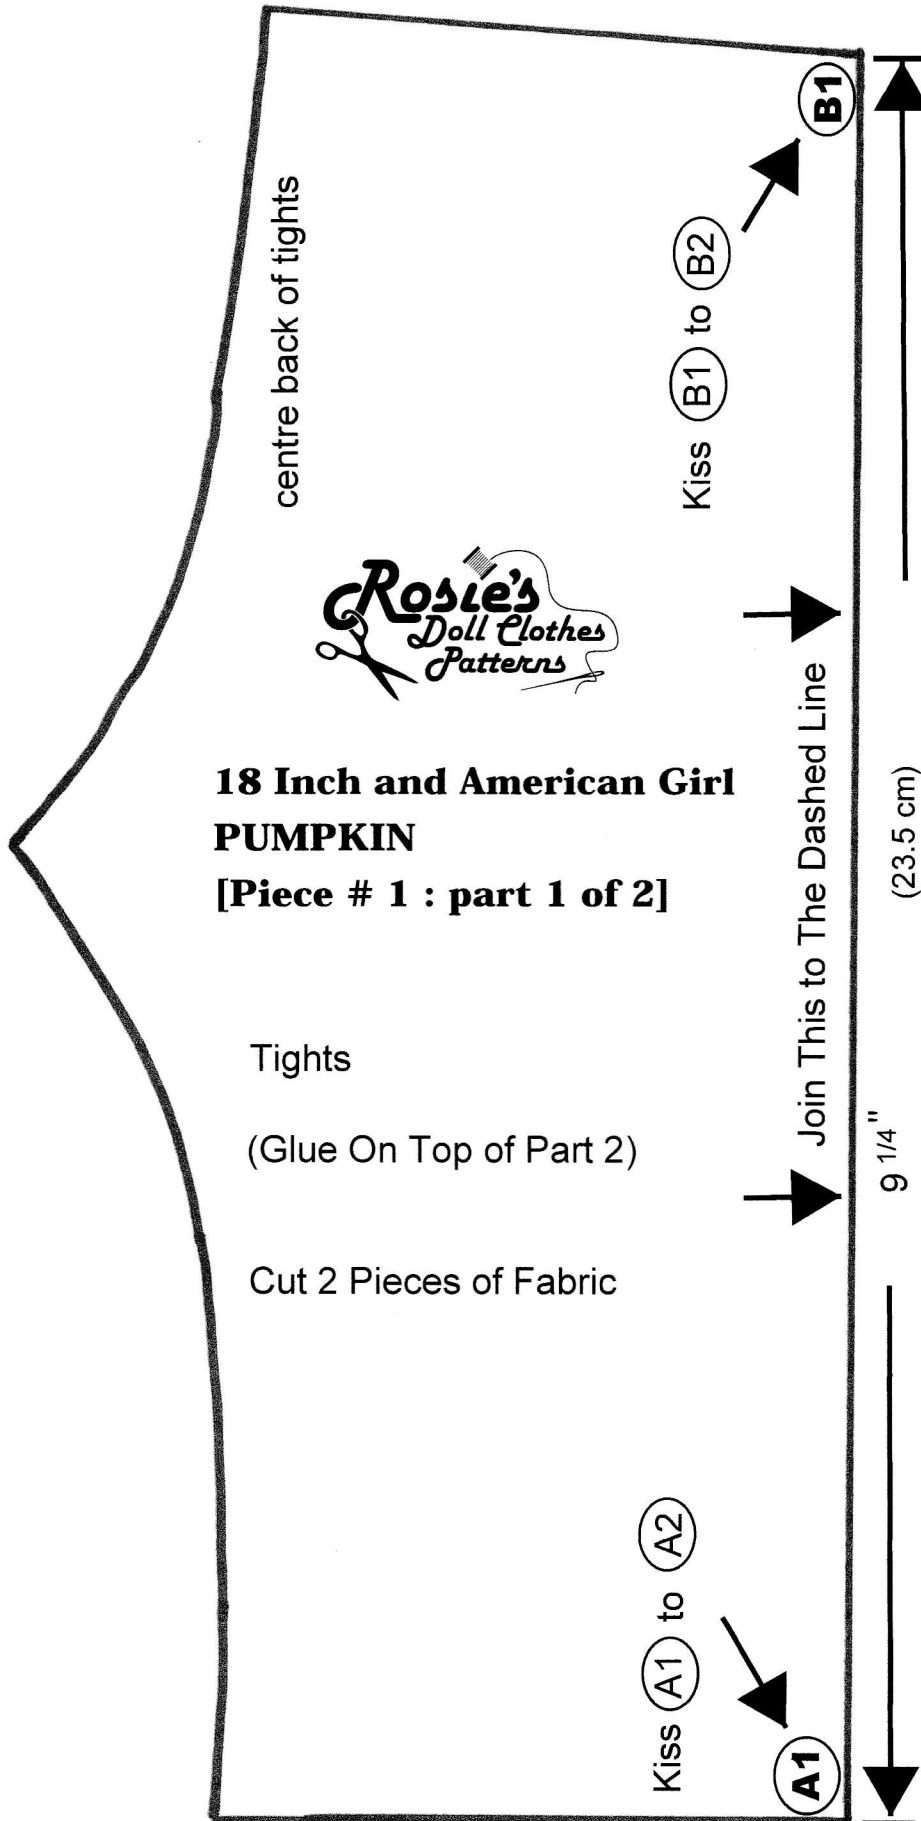 centre back of tights
B1
Kiss B1 to B2
Rosie's
Doll Clothes
Patterns
18 Inch and American Girl
PUMPKIN
[Piece # 1 : part 1 of 2]
Join This to The Dashed Line
9 1/4"
(23.5 cm)
Tights
(Glue On Top of Part 2)
Cut 2 Pieces of Fabric
Kiss A1 to A2
A1